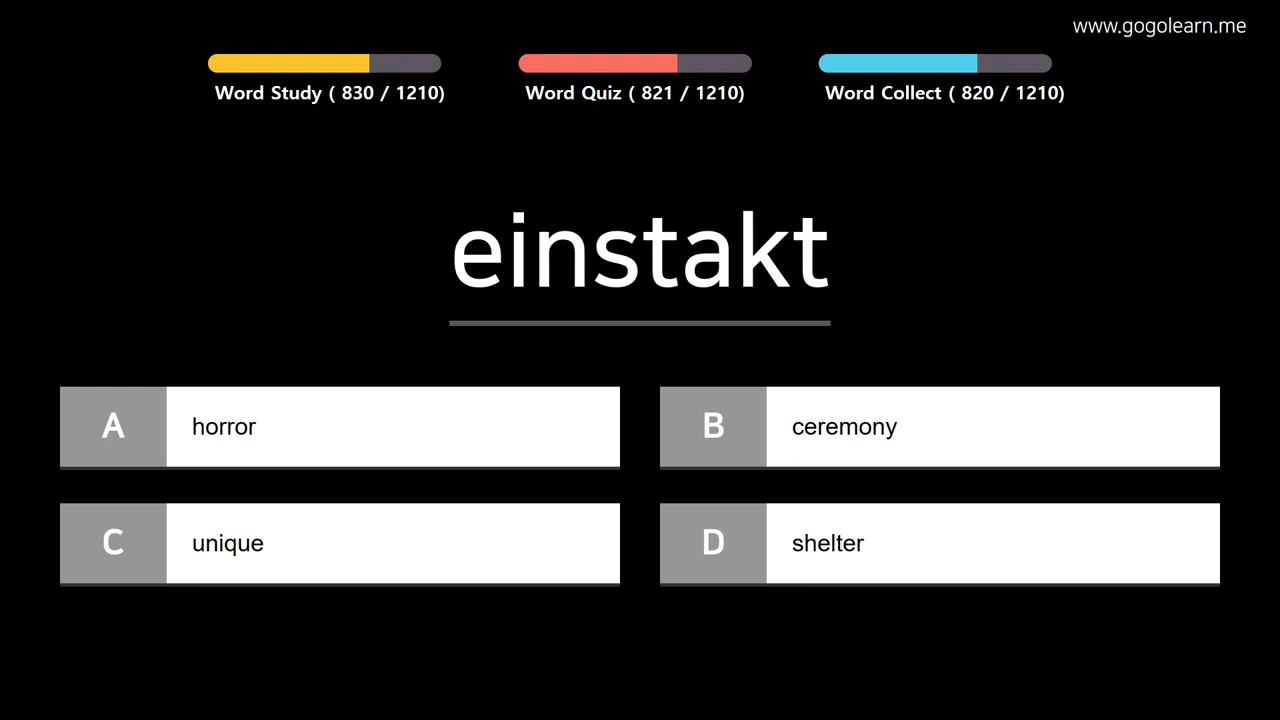 www.gogolearn.me
Word Study ( 830 / 1210)
Word Quiz ( 821 / 1210)
Word Collect ( 820 / 1210)
einstakt
A horror
B ceremony
C unique
D shelter